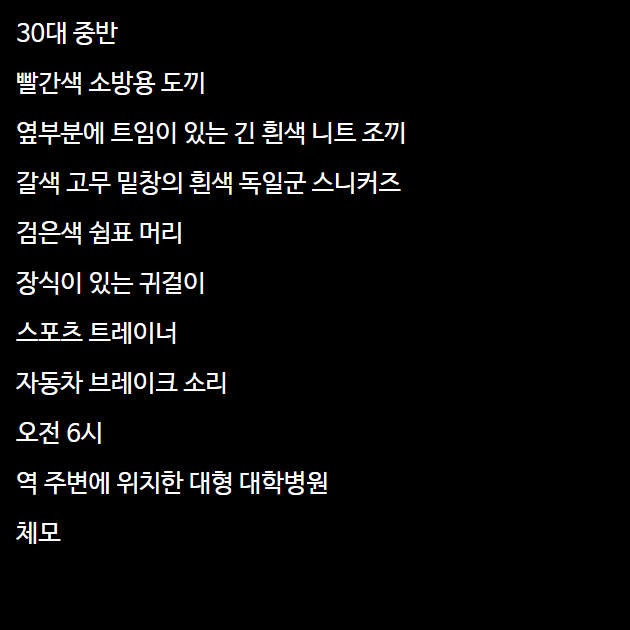 30대 중반
빨간색 소방용 도끼
옆부분에 트임이 있는 긴 흰색 니트 조끼
갈색 고무 밑창의 흰색 독일군 스니커즈
검은색 쉼표 머리
장식이 있는 귀걸이
스포츠 트레이너
자동차 브레이크 소리
오전 6시
역 주변에 위치한 대형 대학병원
체모